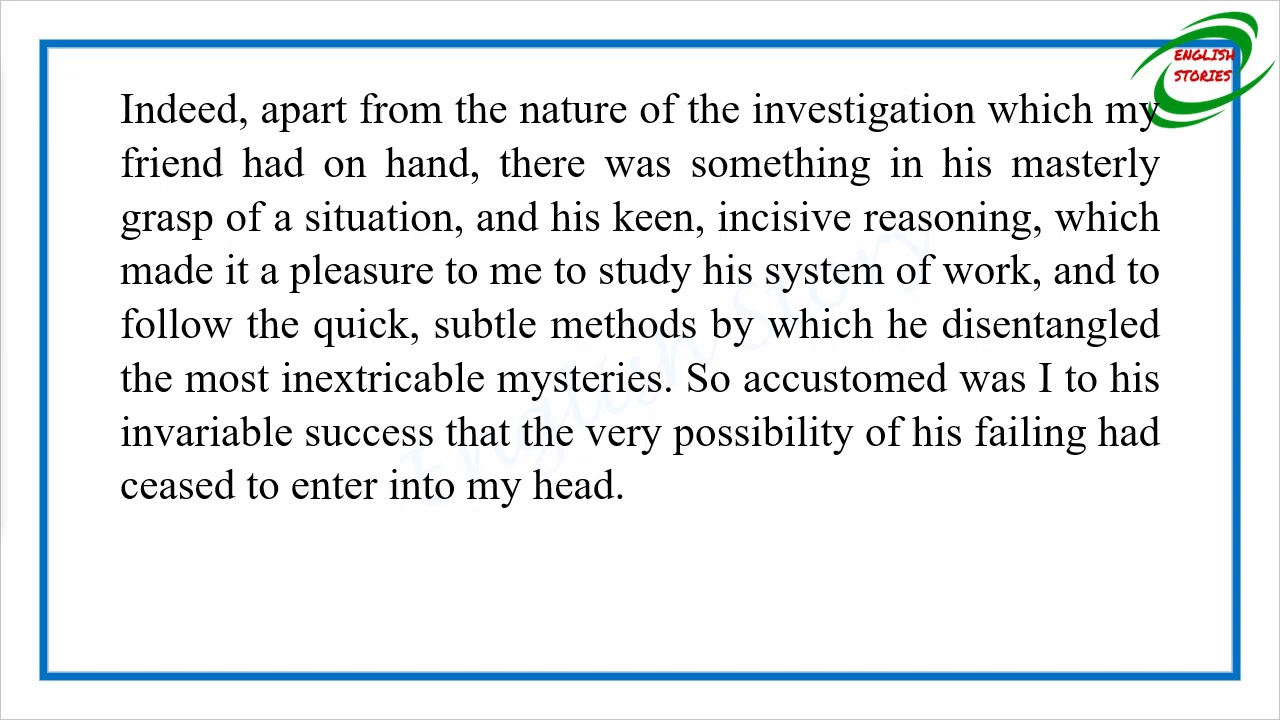 ENGLISH
STORIES
Indeed, apart from the nature of the investigation which my
friend had on hand, there was something in his masterly
grasp of a situation, and his keen, incisive reasoning, which
made it a pleasure to me to study his system of work, and to
follow the quick, subtle methods by which he disentangled
the most inextricable mysteries. So accustomed was I to his
invariable success that the very possibility of his failing had
ceased to enter into my head.
English Story